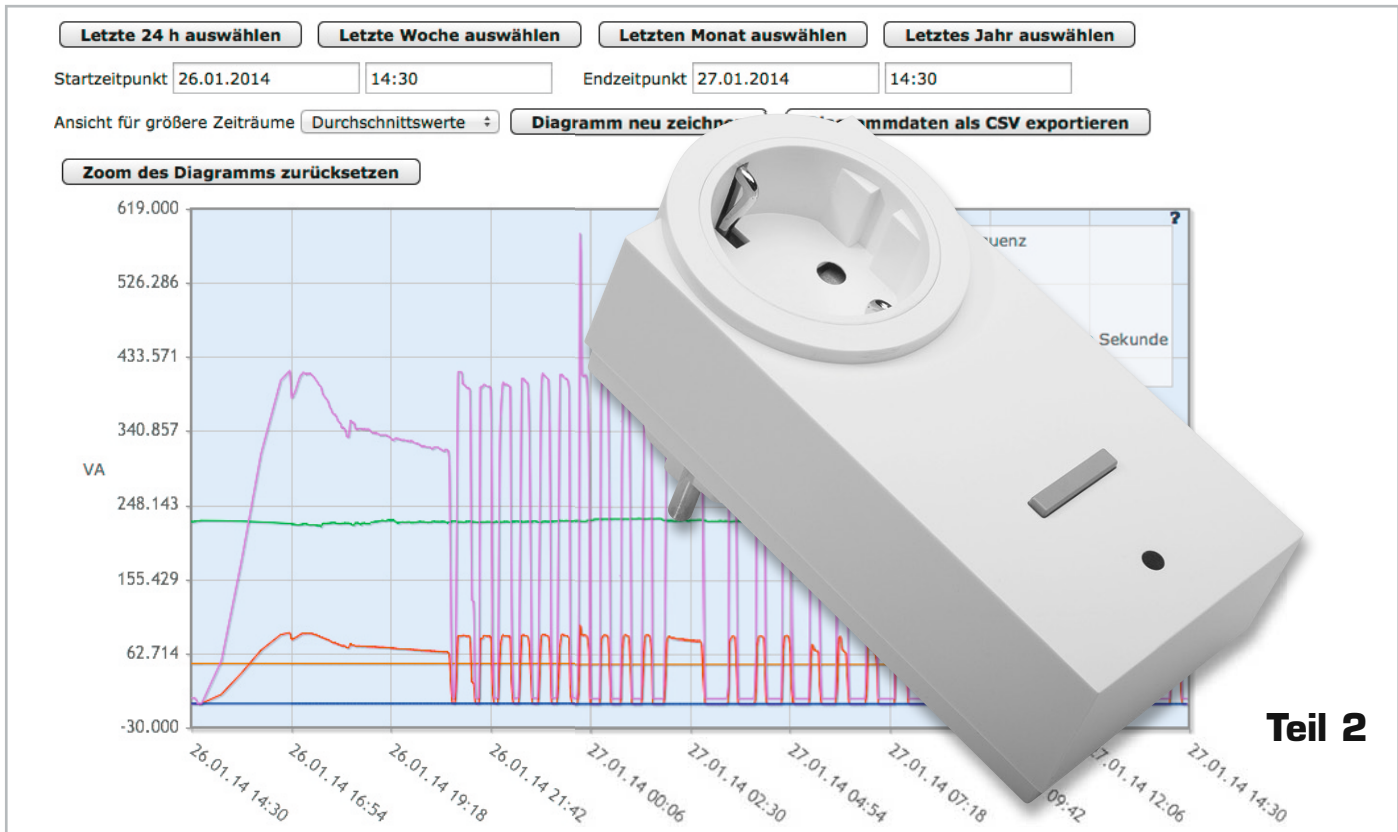 Letzte 24 h auswählen Letzte Woche auswählen Letzten Monat auswählen Letztes Jahr auswählen
Startzeitpunkt 26.01.2014 14:30 Endzeitpunkt 27.01.2014 14:30
Ansicht für größere Zeiträume Durchschnittswerte Diagramm neu als CSV exportieren
Zoom des Diagramms zurücksetzen
619.000
?
526.286
433.571
Sekunde
340.857
VA
248.143
155.429
62.714
-30.000
Teil 2
26.01.14 14:30
26.01.14 16:54
26.01.14 19:18
26.01.14 21:42
27.01.14 00:06
27.01.14 02:30
27.01.14 04:54
27.01.14 07:18
09:42
27.01.14 12:06
27.01.14 14:30